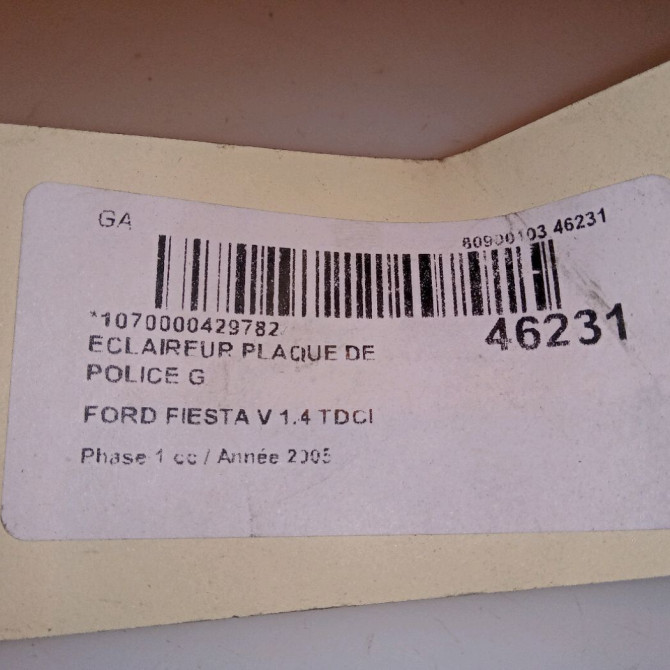 GA
80900103 46231
*1070000429782
46231
ECLAIREUR PLAQUE DE
POLICE G
FORD FIESTA V 1.4 TDCI
Phase 1 cc / Année 2005